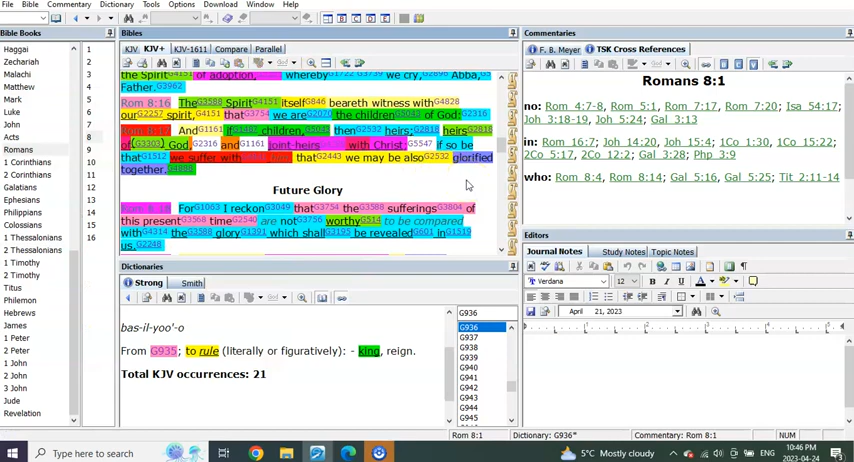 File View Bible Commentary Dictionary Tools Options Download Window Help
B C D E
Bible Books
Haggai
Zechariah
Malachi
Matthew
Mark
Luke
John
Acts
Romans
1 Corinthians
2 Corinthians
Galatians
Ephesians
Philippians
Colossians
1 Thessalonians
2 Thessalonians
1 Timothy
2 Timothy
Titus
Philemon
Hebrews
James
1 Peter
2 Peter
1 John
2 John
3 John
Jude
Revelation
1
2
3
4
5
6
7
8
9
10
11
12
13
14
15
16
Bibles
KJV KJV+ KJV-1611 Compare Parallel
the Spirit G4151 of adoption, whereby G1722 G3739 we cry, G2896 Abba, G5
Father. G3962
Rom 8:16 The G3588 Spirit G4151 itself G846 beareth witness with G4828
our G2257 spirit, G4151 that G3754 we are G2070 the children G5043 of God: G2316
Rom 8:17 And G1161 if G1487 children, G5043 then G2532 heirs; G2818 heirs G2818
of (G3303) God, G2316 and G1161 joint-heirs with Christ; G5547 if so be
that G1512 we suffer with that G2443 we may be also G2532 glorified
together. G4888
Future Glory
Rom 8:18 For G1063 I reckon G3049 that G3754 the G3588 sufferings G3804 of
this present G3568 time G2540 are not G3756 worthy G514 to be compared
with G4314 the G3588 glory G1391 which shall G3195 be revealed G601 in G1519
us. G2248
Dictionaries
Strong Smith
bas-il-yoo'-o
From G935; to rule (literally or figuratively): - king, reign.
Total KJV occurrences: 21
G936
G936
G937
G938
G939
G940
G941
G942
G943
G944
G945
Commentaries
F. B. Meyer TSK Cross References
Romans 8:1
no: Rom 4:7-8, Rom 5:1, Rom 7:17, Rom 7:20; Isa 54:17;
Joh 3:18-19, Joh 5:24; Gal 3:13
in: Rom 16:7; Joh 14:20, Joh 15:4; 1Co 1:30, 1Co 15:22;
2Co 5:17, 2Co 12:2; Gal 3:28; Php 3:9
who: Rom 8:4, Rom 8:14; Gal 5:16, Gal 5:25; Tit 2:11-14
Editors
Journal Notes Study Notes Topic Notes
Verdana 12 B I U A
April 21, 2023
Rom 8:1 Dictionary: G936* Commentary: Rom 8:1 NUM
Type here to search
5°C Mostly cloudy ENG 10:46 PM
2023-04-24